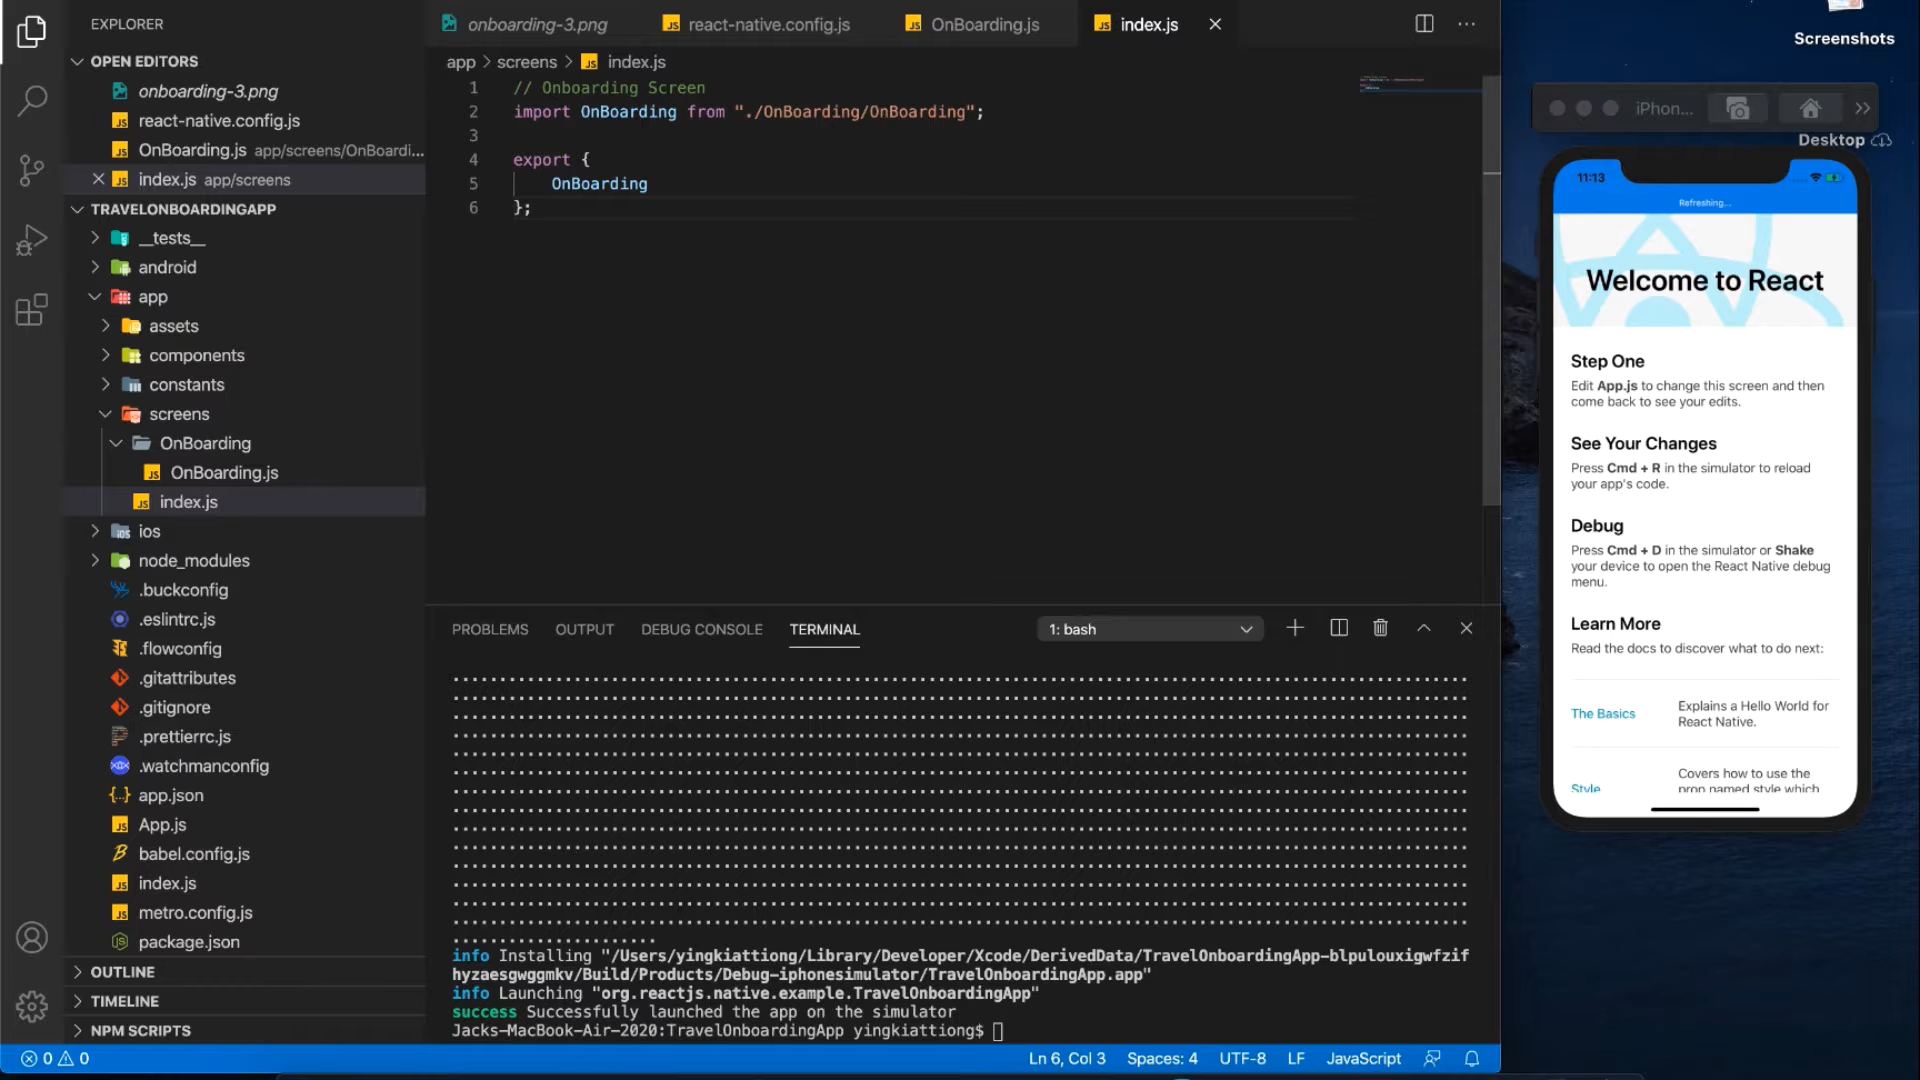 EXPLORER
OPEN EDITORS
onboarding-3.png
react-native.config.js
OnBoarding.js app/screens/OnBoardi...
index.js app/screens
TRAVELONBOARDINGAPP
__tests__
android
app
assets
components
constants
screens
OnBoarding
OnBoarding.js
index.js
ios
node_modules
.buckconfig
.eslintrc.js
.flowconfig
.gitattributes
.gitignore
.prettierrc.js
.watchmanconfig
app.json
App.js
babel.config.js
index.js
metro.config.js
package.json
OUTLINE
TIMELINE
NPM SCRIPTS
onboarding-3.png
react-native.config.js
OnBoarding.js
index.js
app > screens > index.js
1 // Onboarding Screen
2 import OnBoarding from "./OnBoarding/OnBoarding";
3
4 export {
5 OnBoarding
6 };
PROBLEMS OUTPUT DEBUG CONSOLE TERMINAL 1: bash
info Installing "/Users/yingkiattiong/Library/Developer/Xcode/DerivedData/TravelOnboardingApp-blpulouxigwfzif
hyzaesgwggmkv/Build/Products/Debug-iphonesimulator/TravelOnboardingApp.app"
info Launching "org.reactjs.native.example.TravelOnboardingApp"
success Successfully launched the app on the simulator
Jacks-MacBook-Air-2020:TravelOnboardingApp yingkiattiong$
0 0
Ln 6, Col 3 Spaces: 4 UTF-8 LF JavaScript
Screenshots
iPhon...
Desktop
11:13
Refreshing...
Welcome to React
Step One
Edit App.js to change this screen and then
come back to see your edits.
See Your Changes
Press Cmd + R in the simulator to reload
your app's code.
Debug
Press Cmd + D in the simulator or Shake
your device to open the React Native debug
menu.
Learn More
Read the docs to discover what to do next:
The Basics
Explains a Hello World for
React Native.
Style
Covers how to use the
prop named style which